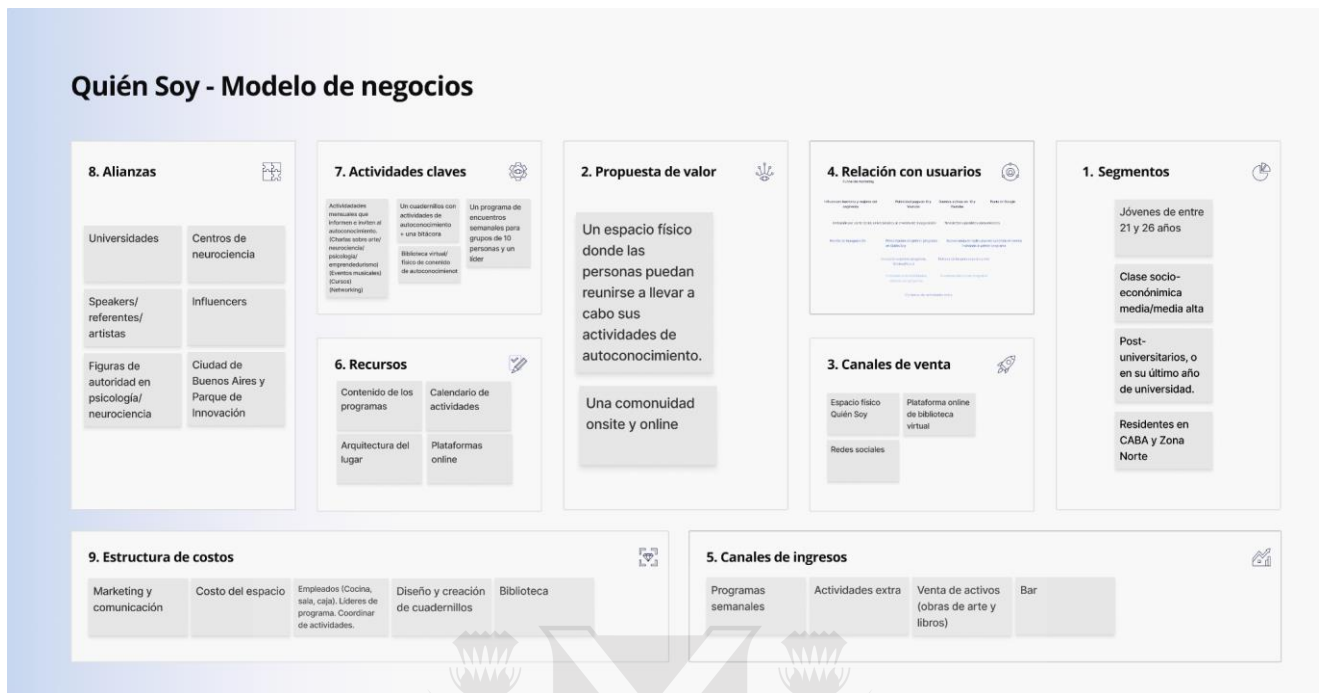 Quién Soy - Modelo de negocios
8. Alianzas
Universidades
Centros de
neurociencia
Speakers/
referentes/
artistas
Influencers
Figuras de
autoridad en
psicología/
neurociencia
Ciudad de
Buenos Aires y
Parque de
Innovación
7. Actividades claves
mensuales que
informen e inviten al
autoconocimiento.
(Charlas sobre arte/
neurociencia/
psicología/
emprendedurismo)
(Eventos musicales)
(Cursos)
(Networking)
Un cuadernillos con
actividades de
autoconocimiento
+ una bitácora
Biblioteca virtual/
físico de contenido
de autoconocimienot
Un programa de
encuentros
semanales para
grupos de 10
personas y un
líder
6. Recursos
Contenido de los
programas
Calendario de
actividades
Arquitectura del
lugar
Plataformas
online
2. Propuesta de valor
Un espacio físico
donde las
personas puedan
reunirse a llevar a
cabo sus
actividades de
autoconocimiento.
Una comonuidad
onsite y online
4. Relación con usuarios
3. Canales de venta
Espacio físico
Quién Soy
Plataforma online
de biblioteca
virtual
Redes sociales
1. Segmentos
Jóvenes de entre
21 y 26 años
Clase socio-
econónimica
media/media alta
Post-
universitarios, o
en su último año
de universidad.
Residentes en
CABA y Zona
Norte
9. Estructura de costos
Marketing y
comunicación
Costo del espacio
Empleados (Cocina,
sala, caja). Líderes de
programa. Coordinar
de actividades.
Diseño y creación
de cuadernillos
Biblioteca
5. Canales de ingresos
Programas
semanales
Actividades extra
Venta de activos
(obras de arte y
libros)
Bar